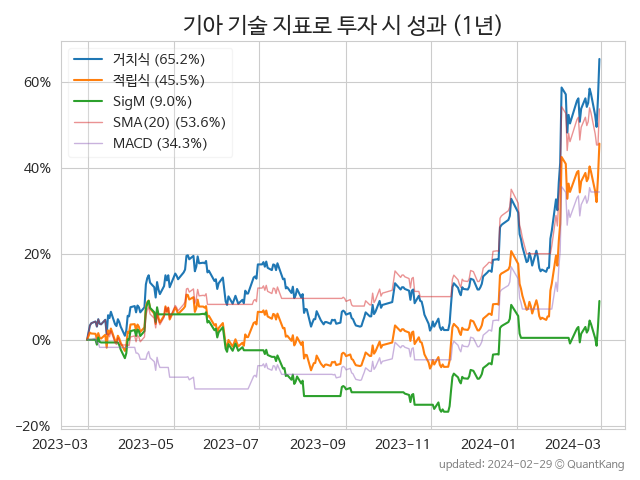 기아 기술 지표로 투자 시 성과 (1년)
거치식 (65.2%)
적립식 (45.5%)
SigM (9.0%)
SMA(20) (53.6%)
MACD (34.3%)
60%
40%
20%
0%
−20%
2023−03 2023−05 2023−07 2023−09 2023−11 2024−01 2024−03
updated: 2024−02−29 © QuantKang